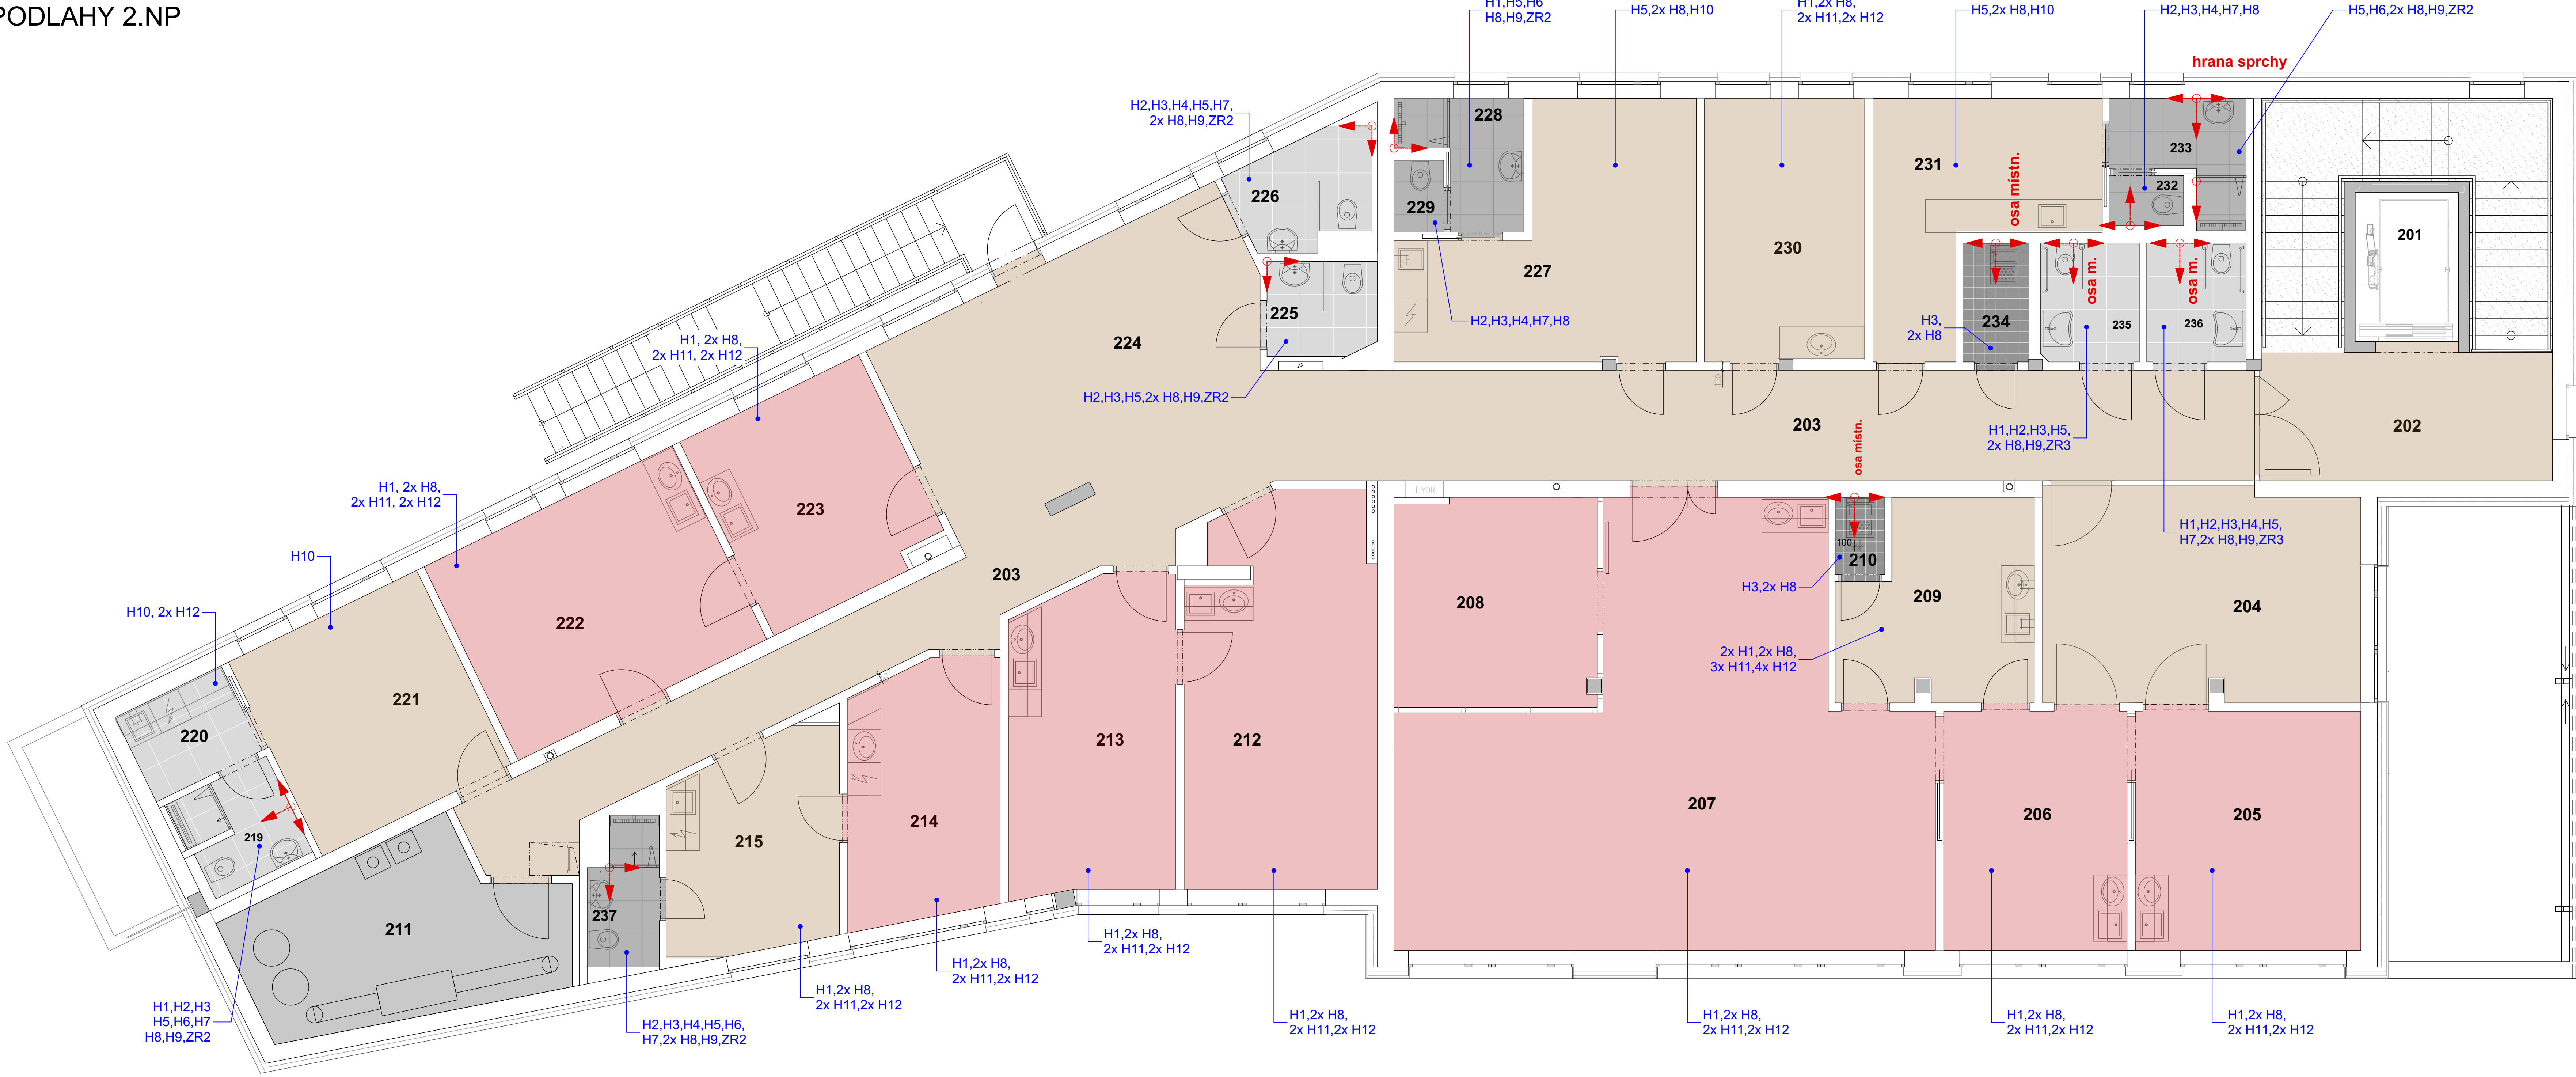 PODLAHY 2.NP
H1,H5,H6
H8,H9,ZR2
H5,2x H8,H10
H1,2x H8,
2x H11,2x H12
H5,2x H8,H10
H2,H3,H4,H7,H8
H5,H6,2x H8,H9,ZR2
hrana sprchy
H2,H3,H4,H5,H7,
2x H8,H9,ZR2
228
233
231
osa místn.
232
226
229
201
230
227
225
osa m.
osa m.
H2,H3,H4,H7,H8
H3,
2x H8
234
235
236
224
H1, 2x H8,
2x H11, 2x H12
150
H2,H3,H5,2x H8,H9,ZR2
203
202
osa místn.
H1,H2,H3,H5,
2x H8,H9,ZR3
H1, 2x H8,
2x H11, 2x H12
HYDR
223
H1,H2,H3,H4,H5,
H7,2x H8,H9,ZR3
H10
100
210
203
H3,2x H8
209
208
204
H10, 2x H12
222
2x H1,2x H8,
3x H11,4x H12
221
220
213
212
207
206
205
214
219
215
237
211
H1,2x H8,
2x H11,2x H12
H1,2x H8,
2x H11,2x H12
H1,2x H8,
2x H11,2x H12
H1,H2,H3
H5,H6,H7
H8,H9,ZR2
H2,H3,H4,H5,H6,
H7,2x H8,H9,ZR2
H1,2x H8,
2x H11,2x H12
H1,2x H8,
2x H11,2x H12
H1,2x H8,
2x H11,2x H12
H1,2x H8,
2x H11,2x H12